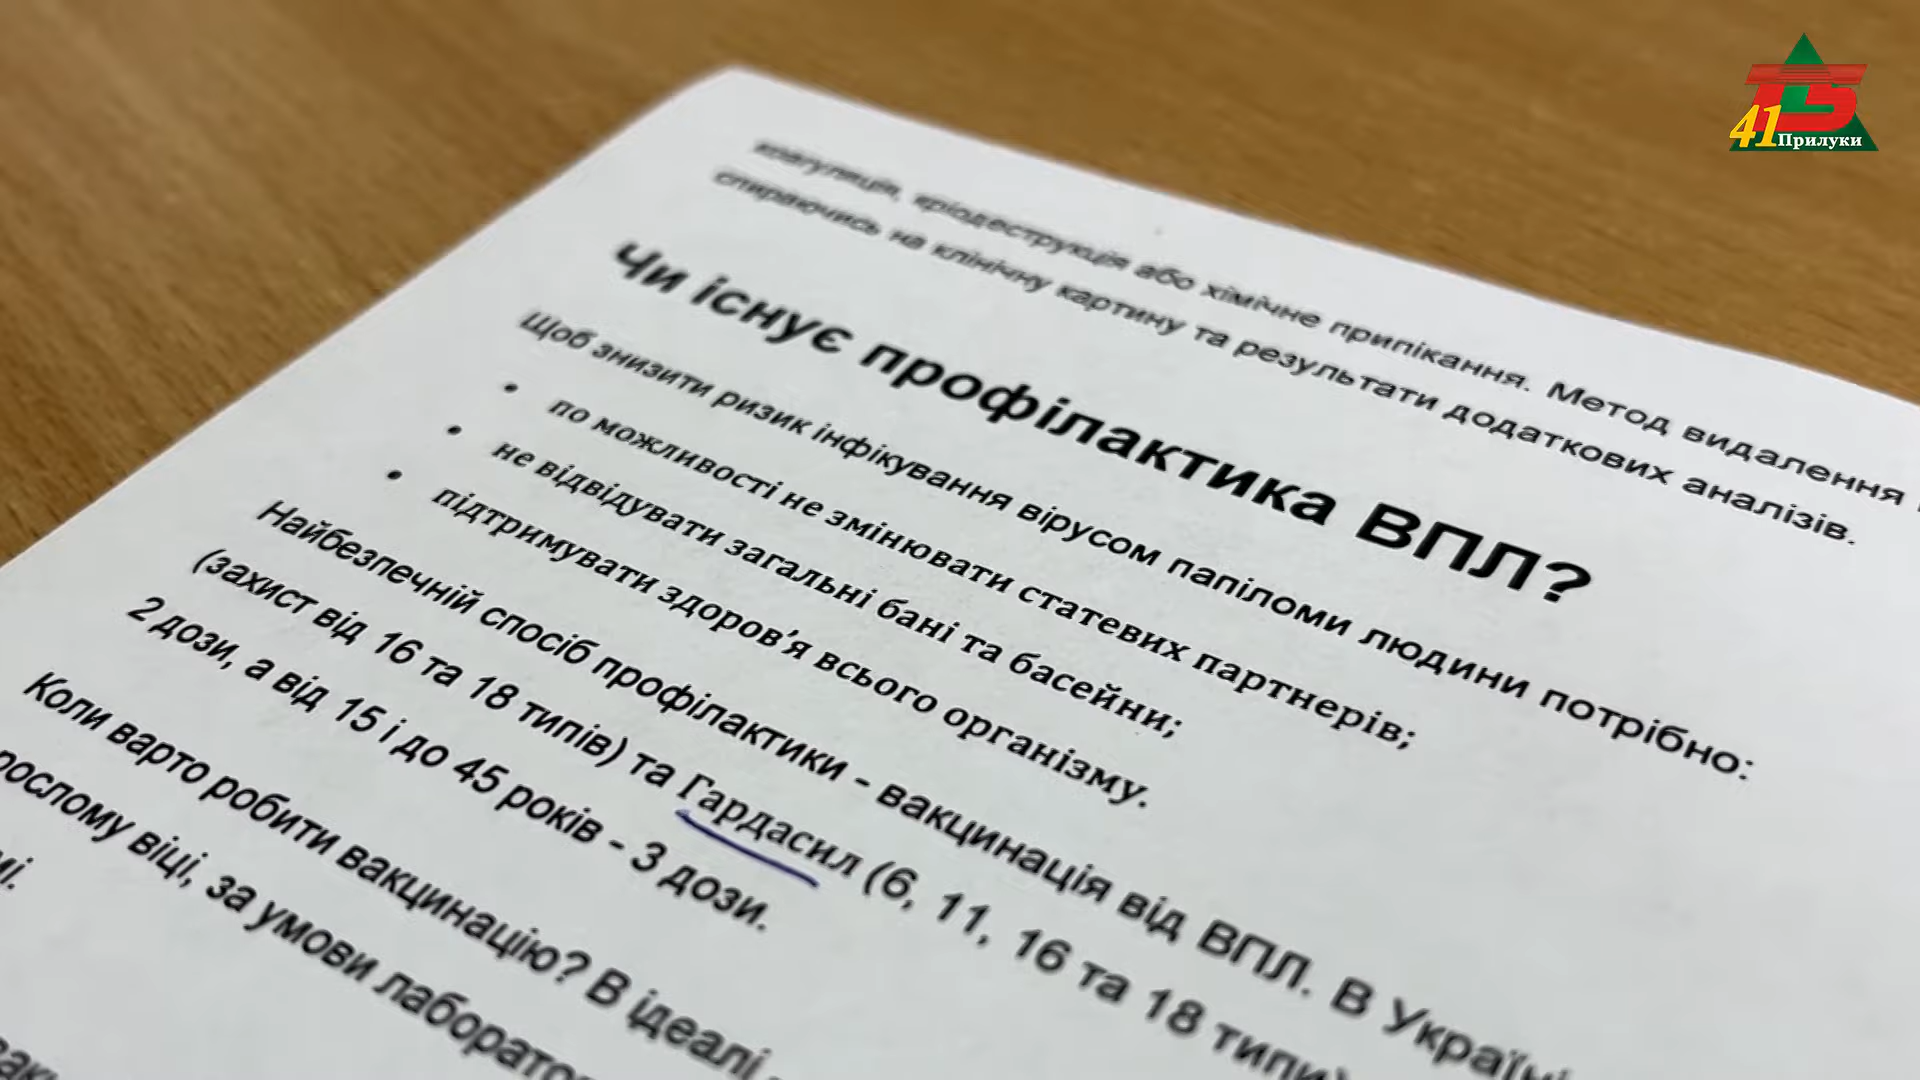 41
Прилуки
коагуляція, кріодеструкція або хімічне припікання. Метод видалення
спираючись на клінічну картину та результати додаткових аналізів.
Чи існує профілактика ВПЛ?
Щоб знизити ризик інфікування вірусом папіломи людини потрібно:
• по можливості не змінювати статевих партнерів;
• не відвідувати загальні бані та басейни;
• підтримувати здоров'я всього організму.
Найбезпечній спосіб профілактики - вакцинація від ВПЛ. В Україні
(захист від 16 та 18 типів) та Гардасил (6, 11, 16 та 18 типи)
2 дози, а від 15 і до 45 років - 3 дози.
Коли варто робити вакцинацію? В ідеалі -
рослому віці, за умови лаборато